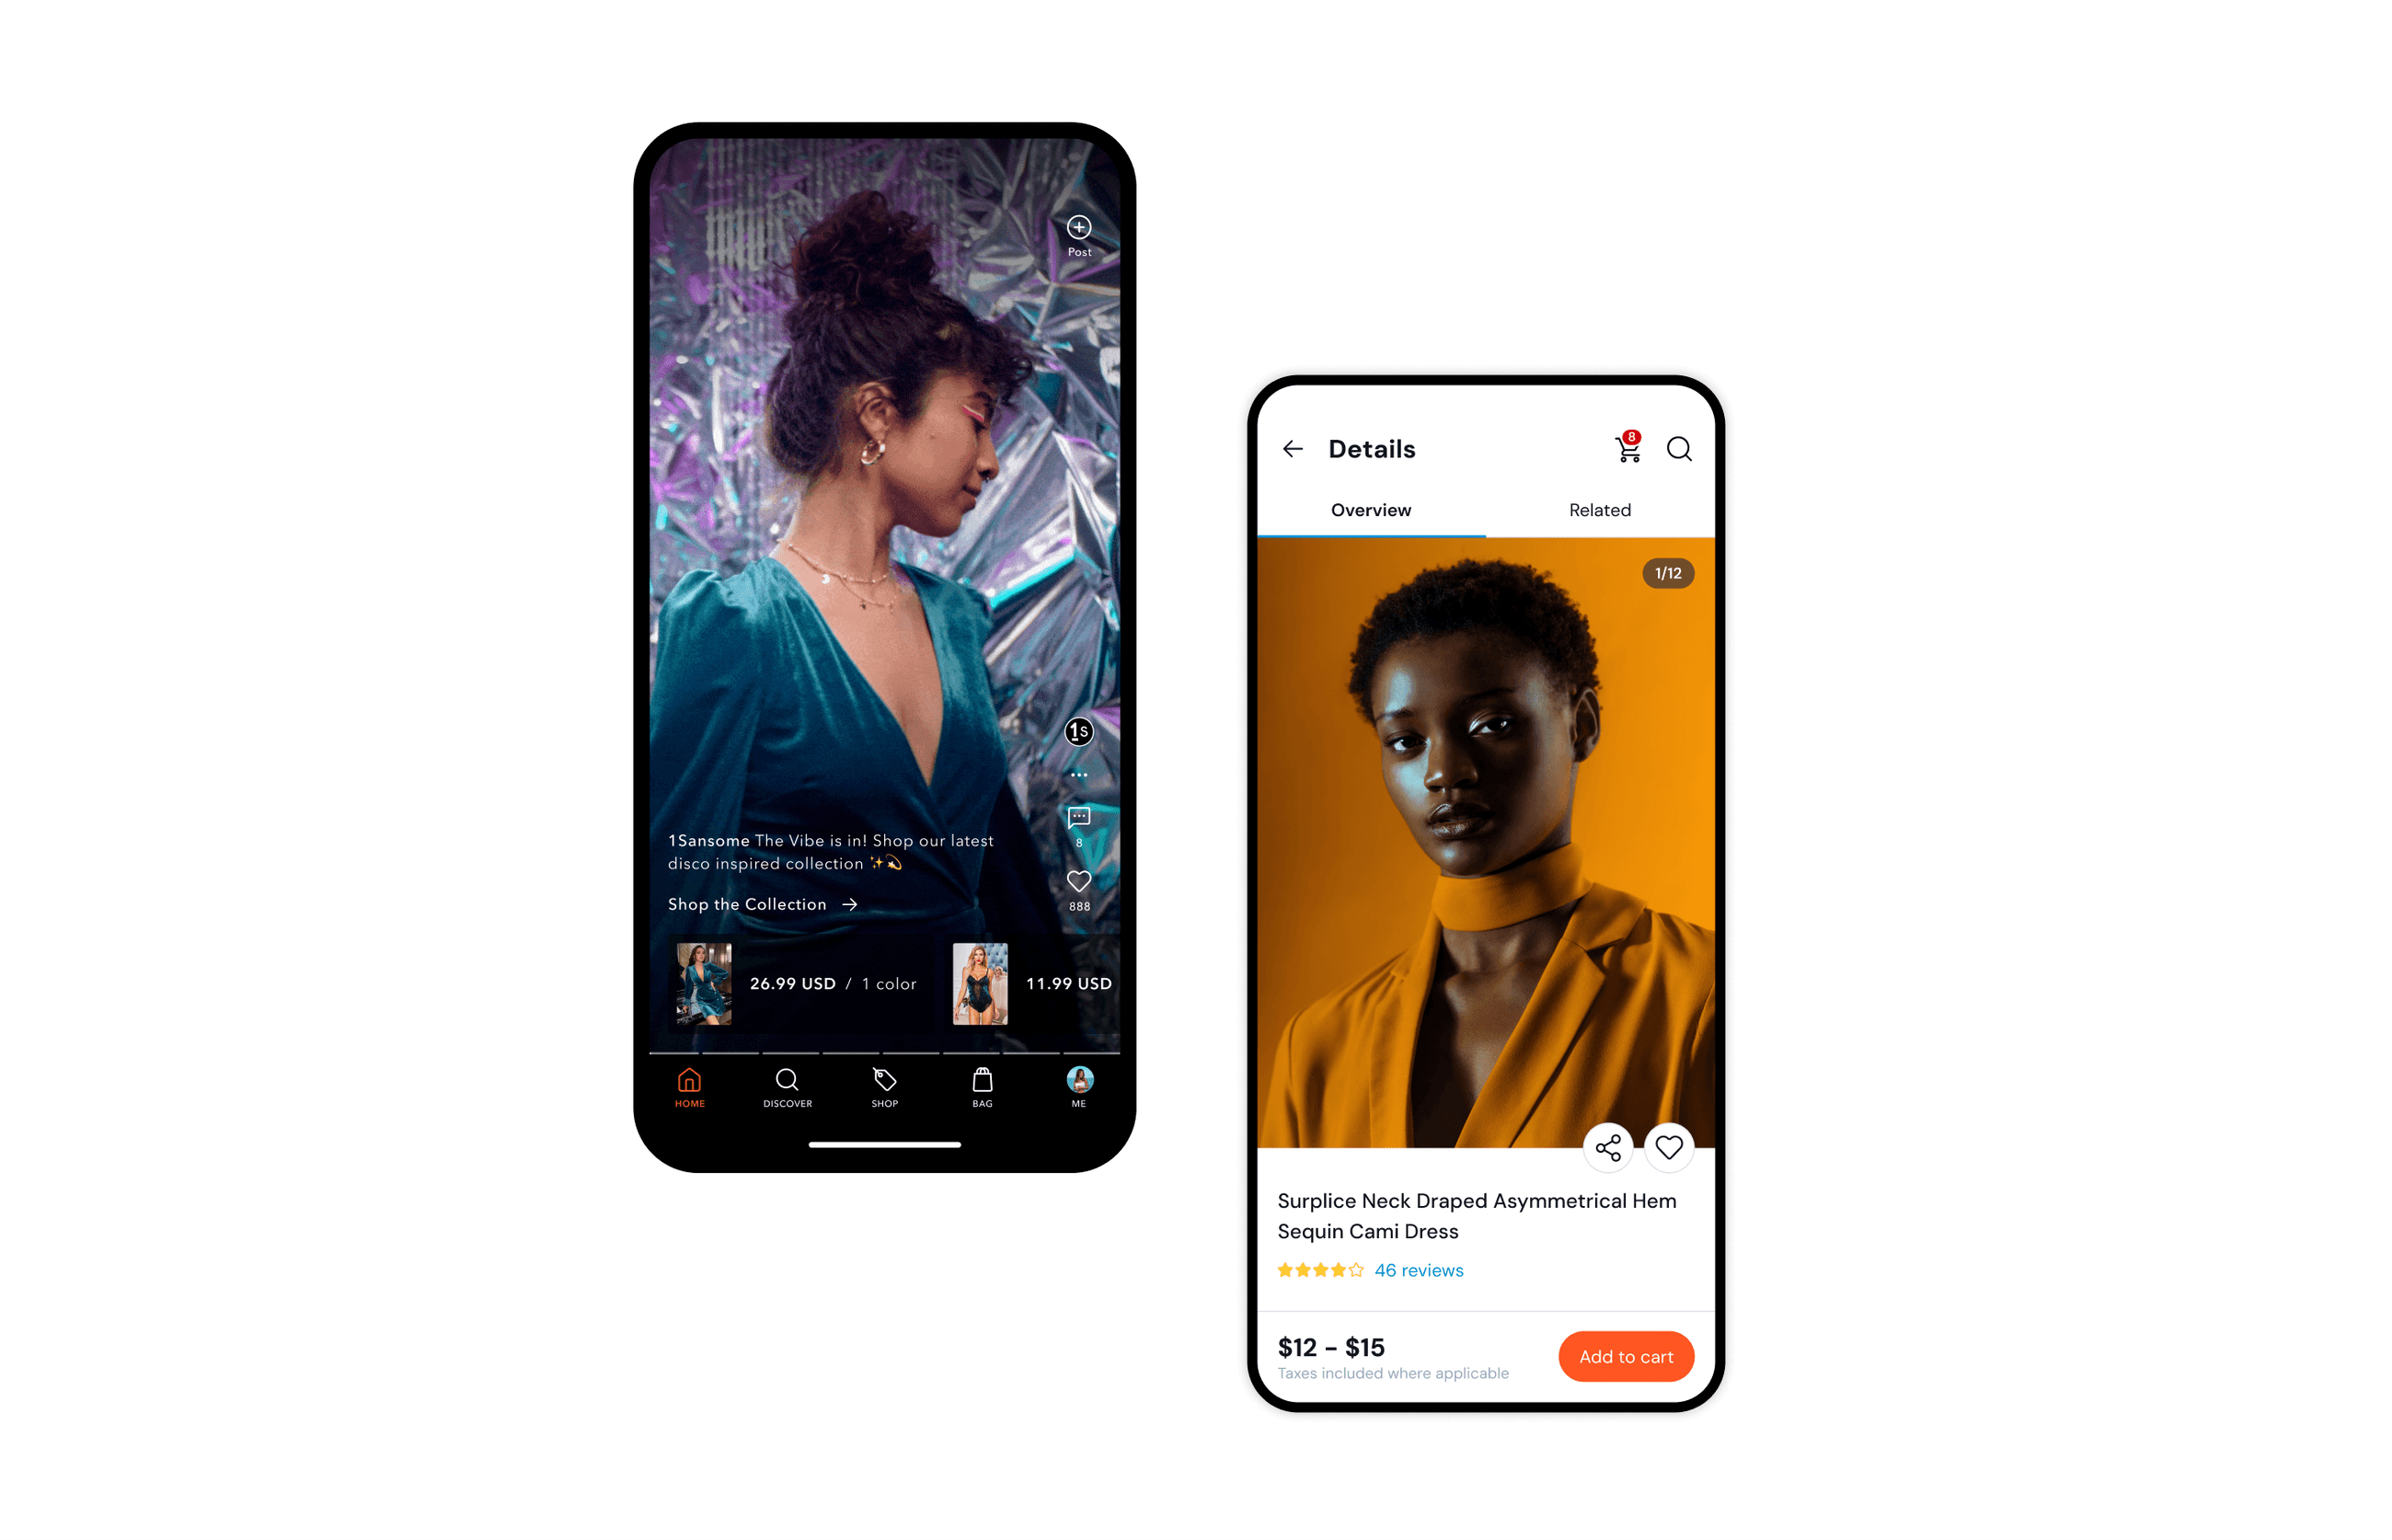 Post
1S
8
1Sansome The Vibe is in! Shop our latest
disco inspired collection ✨💫
888
Shop the Collection →
26.99 USD / 1 color
11.99 USD
HOME
DISCOVER
SHOP
BAG
ME
Details
8
Overview
Related
1/12
Surplice Neck Draped Asymmetrical Hem
Sequin Cami Dress
46 reviews
$12 – $15
Taxes included where applicable
Add to cart